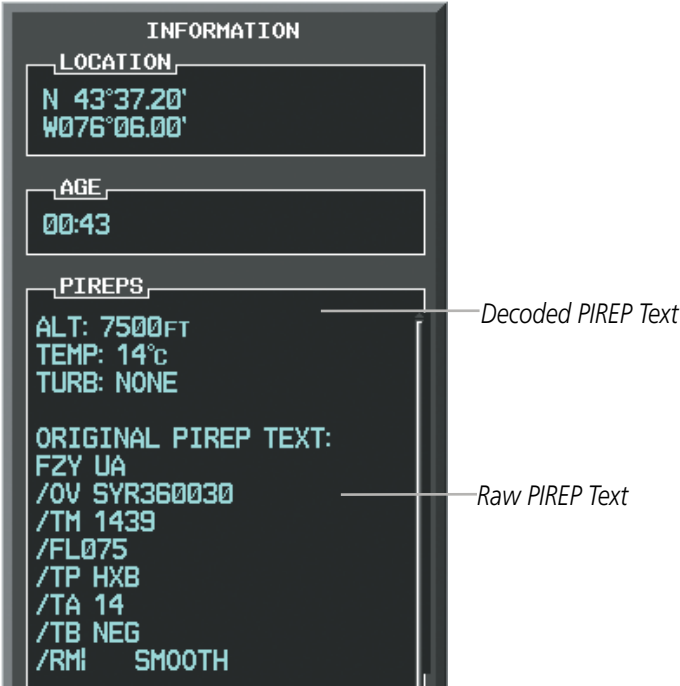 INFORMATION
LOCATION
N 43°37.20'
W076°06.00'
AGE
00:43
PIREPS
ALT: 7500FT
TEMP: 14°C
TURB: NONE
ORIGINAL PIREP TEXT:
FZY UA
/OV SYR360030
/TM 1439
/FL075
/TP HXB
/TA 14
/TB NEG
/RM¦ SMOOTH
Decoded PIREP Text
Raw PIREP Text